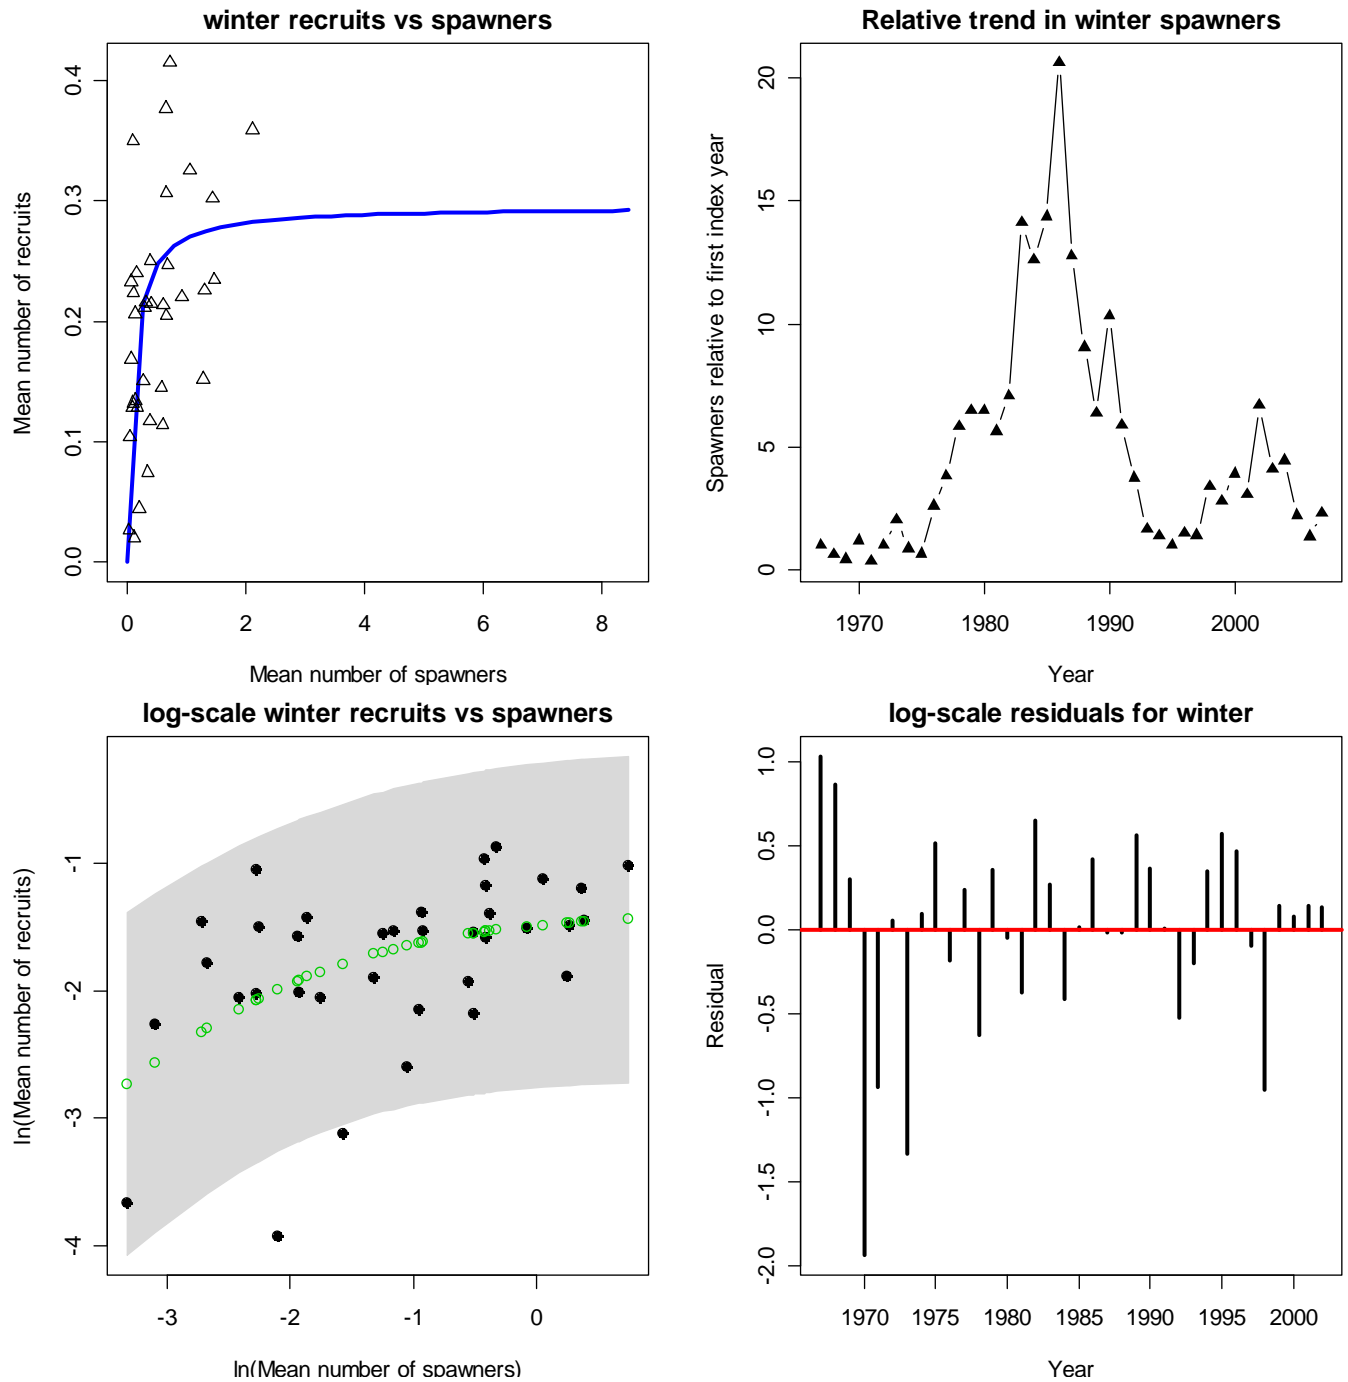 winter recruits vs spawners
Mean number of recruits
0.4
0.3
0.2
0.1
0.0
0 2 4 6 8
Mean number of spawners
Relative trend in winter spawners
Spawners relative to first index year
20
15
10
5
0
1970 1980 1990 2000
Year
log-scale winter recruits vs spawners
ln(Mean number of recruits)
-1
-2
-3
-4
-3 -2 -1 0
ln(Mean number of spawners)
log-scale residuals for winter
Residual
1.0
0.5
0.0
-0.5
-1.0
-1.5
-2.0
1970 1975 1980 1985 1990 1995 2000
Year